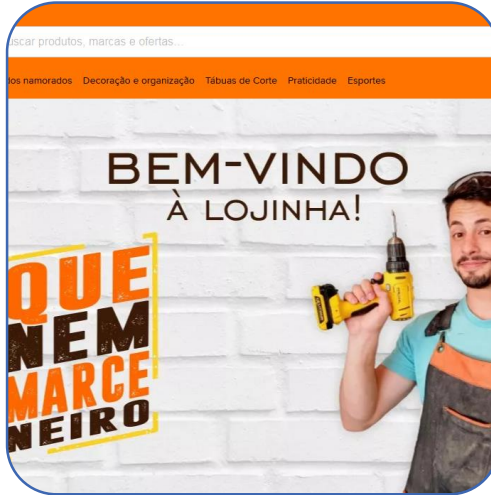 uscar produtos, marcas e ofertas...
dos namorados Decoração e organização Tábuas de Corte Praticidade Esportes
BEM-VINDO
À LOJINHA!
QUE
NEM
MARCE
NEIRO